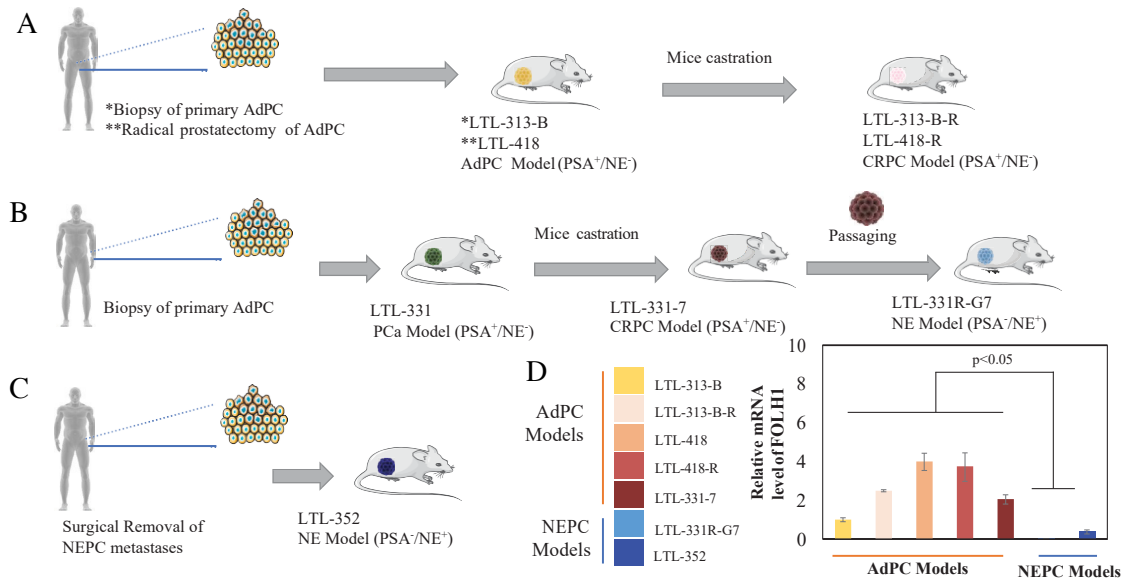 A
*Biopsy of primary AdPC
**Radical prostatectomy of AdPC
*LTL-313-B
**LTL-418
AdPC Model (PSA⁺/NE⁻)
Mice castration
LTL-313-B-R
LTL-418-R
CRPC Model (PSA⁺/NE⁻)
B
Biopsy of primary AdPC
LTL-331
PCa Model (PSA⁺/NE⁻)
Mice castration
LTL-331-7
CRPC Model (PSA⁺/NE⁻)
Passaging
LTL-331R-G7
NE Model (PSA⁻/NE⁺)
C
Surgical Removal of
NEPC metastases
LTL-352
NE Model (PSA⁻/NE⁺)
D
AdPC
Models
NEPC
Models
LTL-313-B
LTL-313-B-R
LTL-418
LTL-418-R
LTL-331-7
LTL-331R-G7
LTL-352
Relative mRNA
level of FOLH1
10
8
6
4
2
0
p<0.05
AdPC Models
NEPC Models